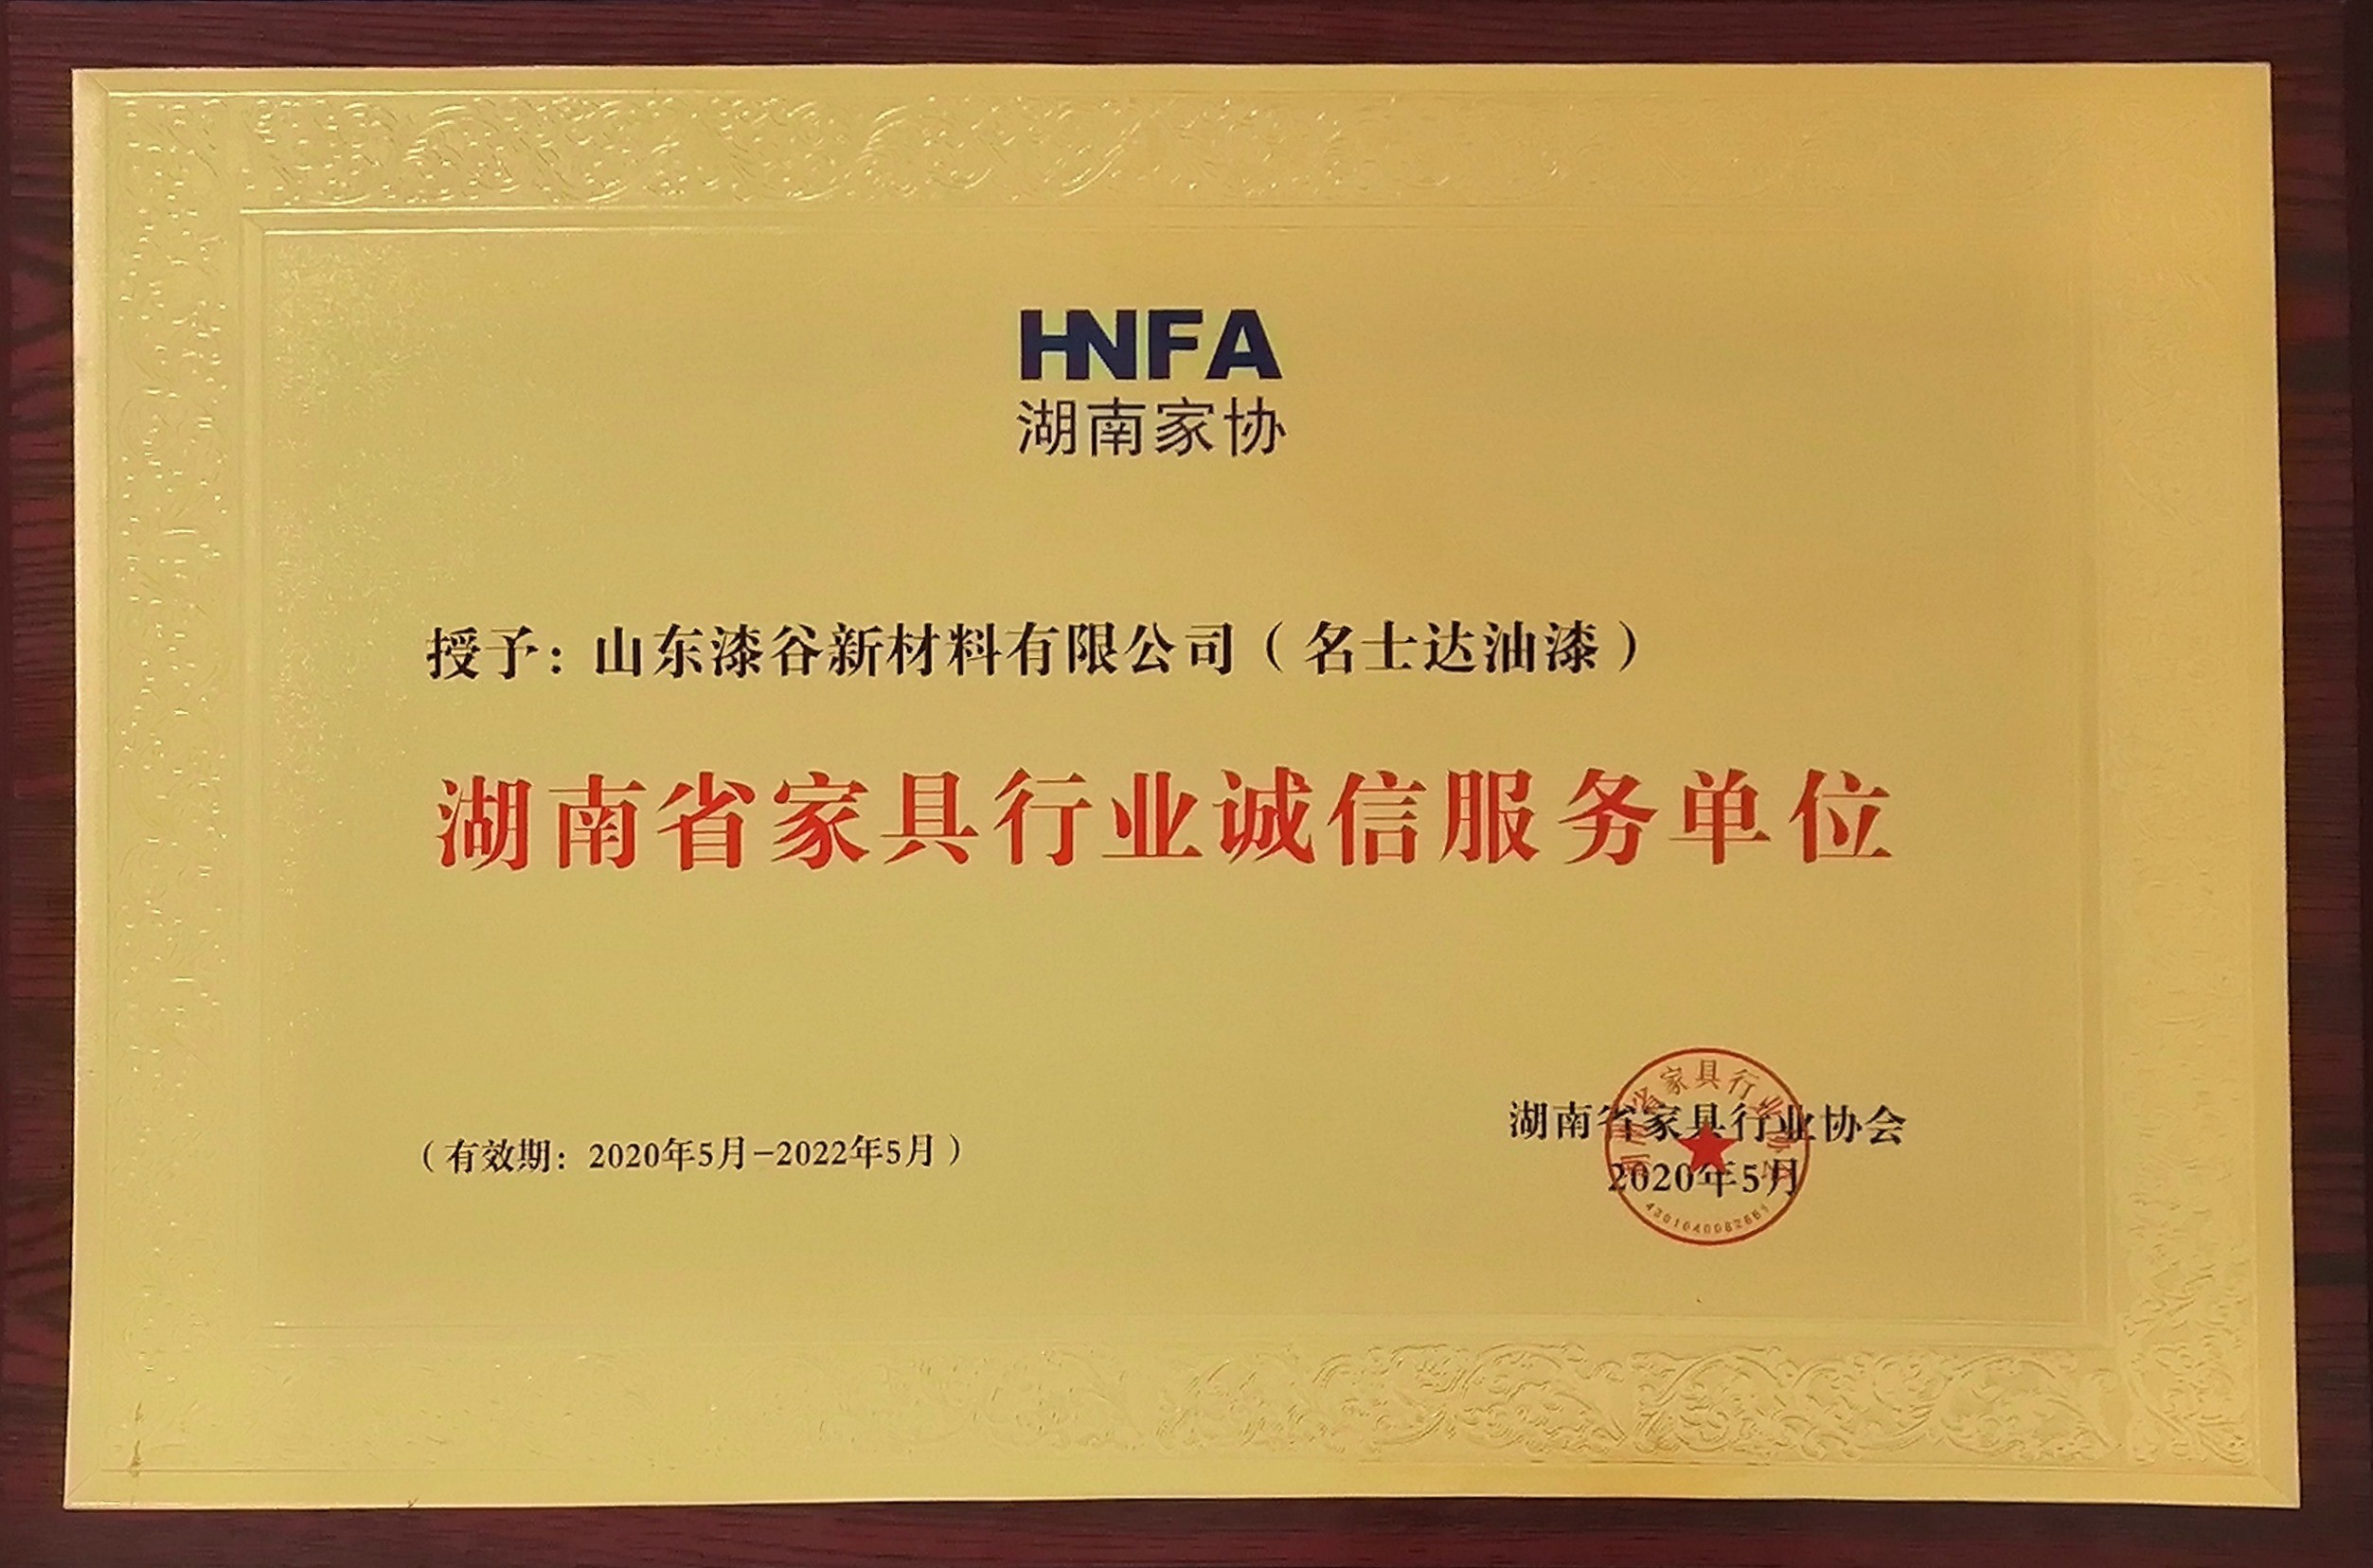 HNFA
湖南家协
授予：山东漆谷新材料有限公司（名士达油漆）
湖南省家具行业诚信服务单位
（有效期：2020年5月-2022年5月）
湖南省家具行业协会
2020年5月